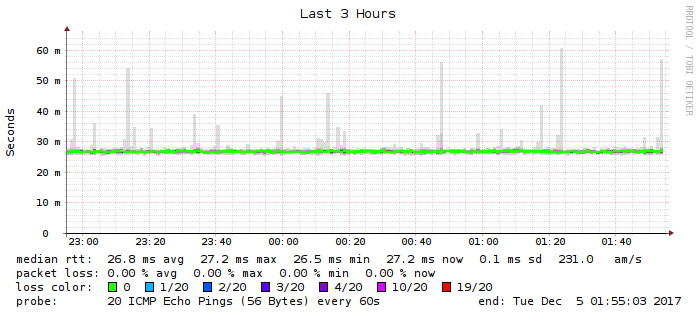 Last 3 Hours
RRDTOOL / TOBI OETIKER
Seconds
60 m
50 m
40 m
30 m
20 m
10 m
0
23:00 23:20 23:40 00:00 00:20 00:40 01:00 01:20 01:40
median rtt: 26.8 ms avg 27.2 ms max 26.5 ms min 27.2 ms now 0.1 ms sd 231.0 am/s
packet loss: 0.00 % avg 0.00 % max 0.00 % min 0.00 % now
loss color: 0 1/20 2/20 3/20 4/20 10/20 19/20
probe: 20 ICMP Echo Pings (56 Bytes) every 60s end: Tue Dec 5 01:55:03 2017